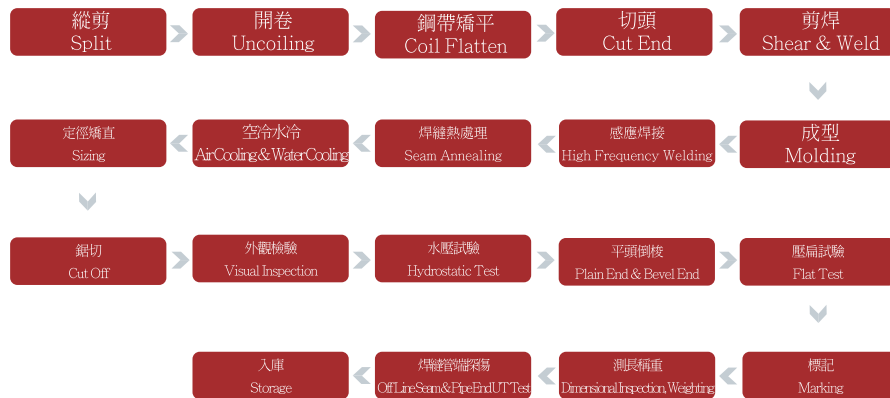 縱剪
Split
開卷
Uncoiling
鋼帶矯平
Coil Flatten
切頭
Cut End
剪焊
Shear & Weld
成型
Molding
感應焊接
High Frequency Welding
焊縫熱處理
Seam Annealing
空冷水冷
Air Cooling & Water Cooling
定徑矯直
Sizing
鋸切
Cut Off
外觀檢驗
Visual Inspection
水壓試驗
Hydrostatic Test
平頭倒梭
Plain End & Bevel End
壓扁試驗
Flat Test
標記
Marking
測長稱重
Dimensional Inspection, Weighting
焊縫管端探傷
Off Line Seam & Pipe End UT Test
入庫
Storage